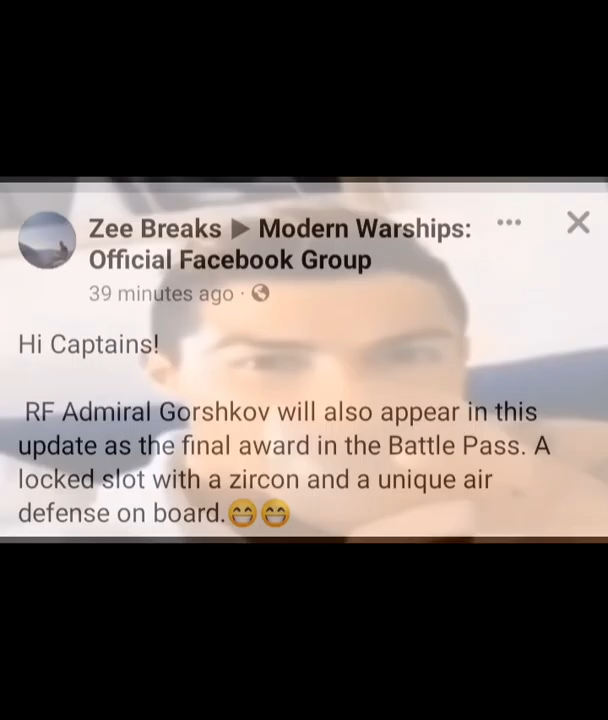 Zee Breaks ▶ Modern Warships:
Official Facebook Group
39 minutes ago ·
Hi Captains!
RF Admiral Gorshkov will also appear in this
update as the final award in the Battle Pass. A
locked slot with a zircon and a unique air
defense on board.😁😁